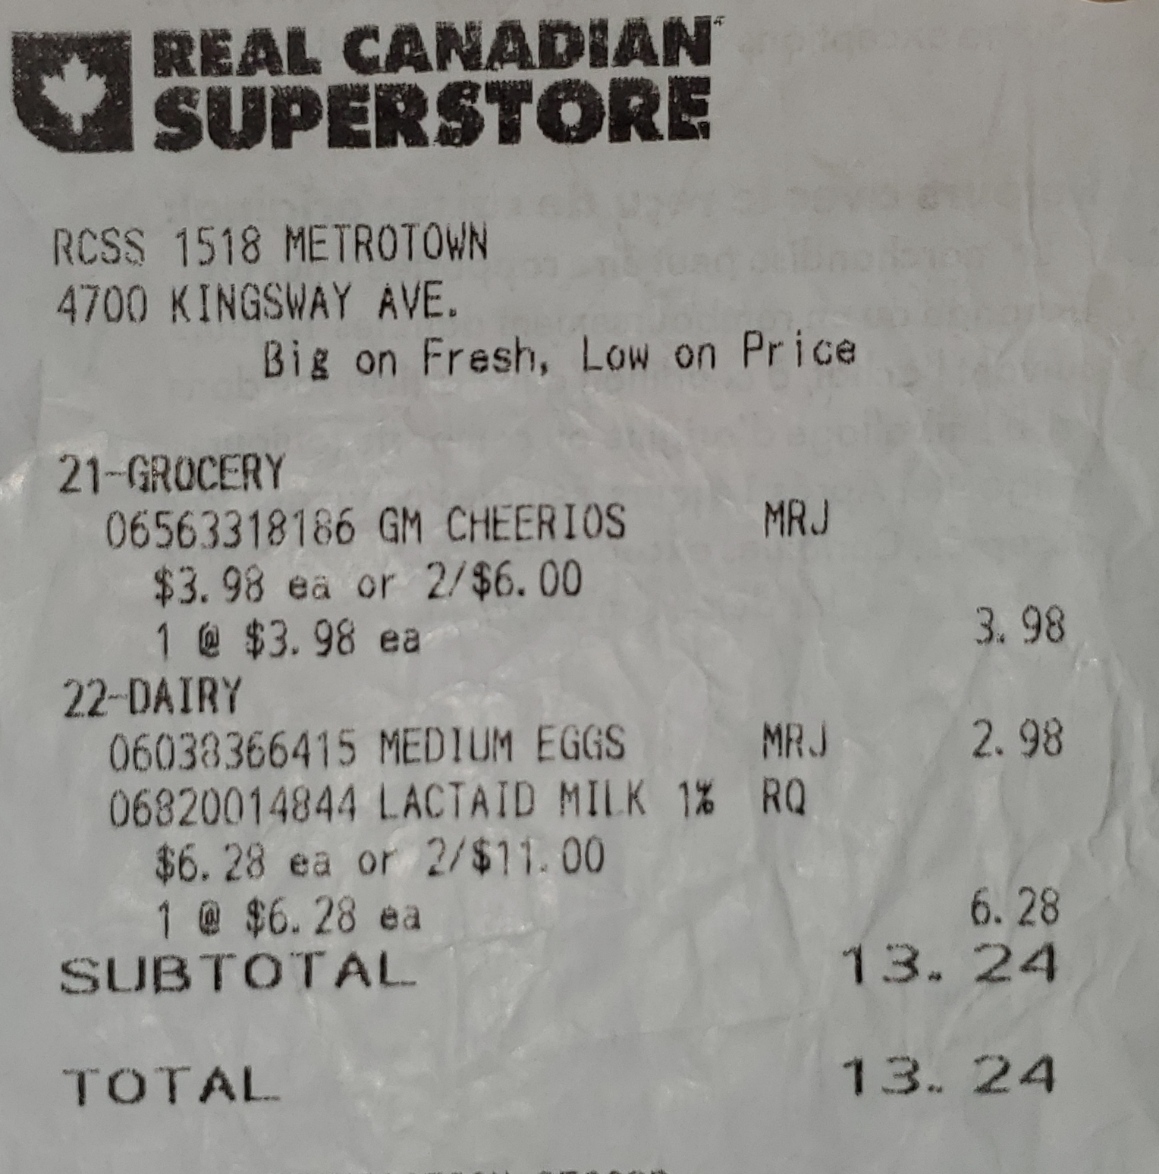 REAL CANADIAN
SUPERSTORE
RCSS 1518 METROTOWN
4700 KINGSWAY AVE.
Big on Fresh, Low on Price
21-GROCERY
06563318186 GM CHEERIOS MRJ
$3.98 ea or 2/$6.00
1 @ $3.98 ea 3.98
22-DAIRY
06038366415 MEDIUM EGGS MRJ 2.98
06820014844 LACTAID MILK 1% RQ
$6.28 ea or 2/$11.00
1 @ $6.28 ea 6.28
SUBTOTAL 13.24
TOTAL 13.24